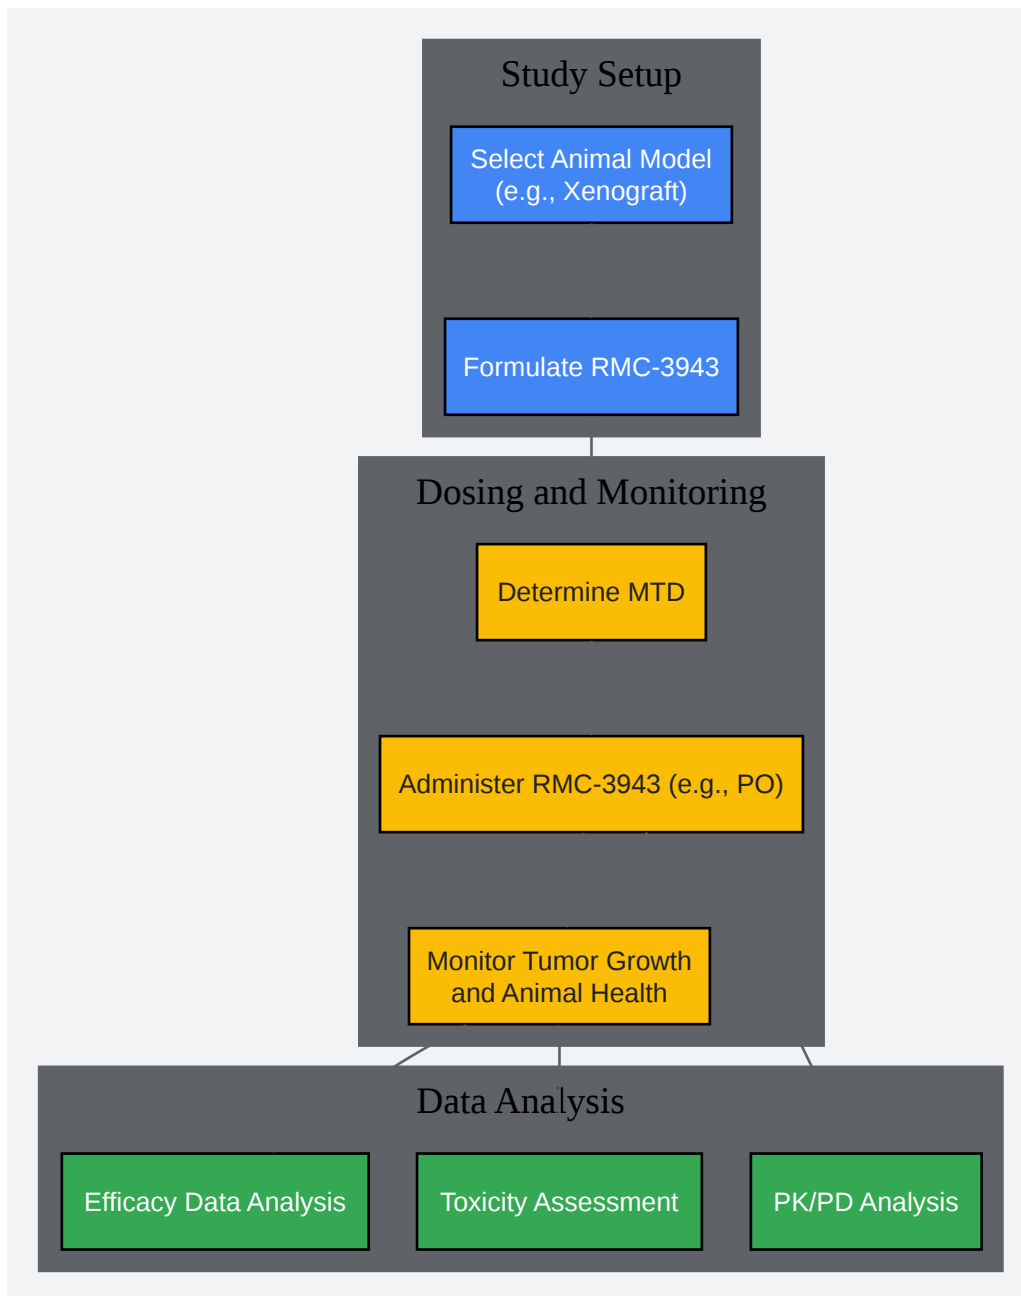 Study Setup
Select Animal Model
(e.g., Xenograft)
Formulate RMC-3943
Dosing and Monitoring
Determine MTD
Administer RMC-3943 (e.g., PO)
Monitor Tumor Growth
and Animal Health
Data Analysis
Efficacy Data Analysis
Toxicity Assessment
PK/PD Analysis